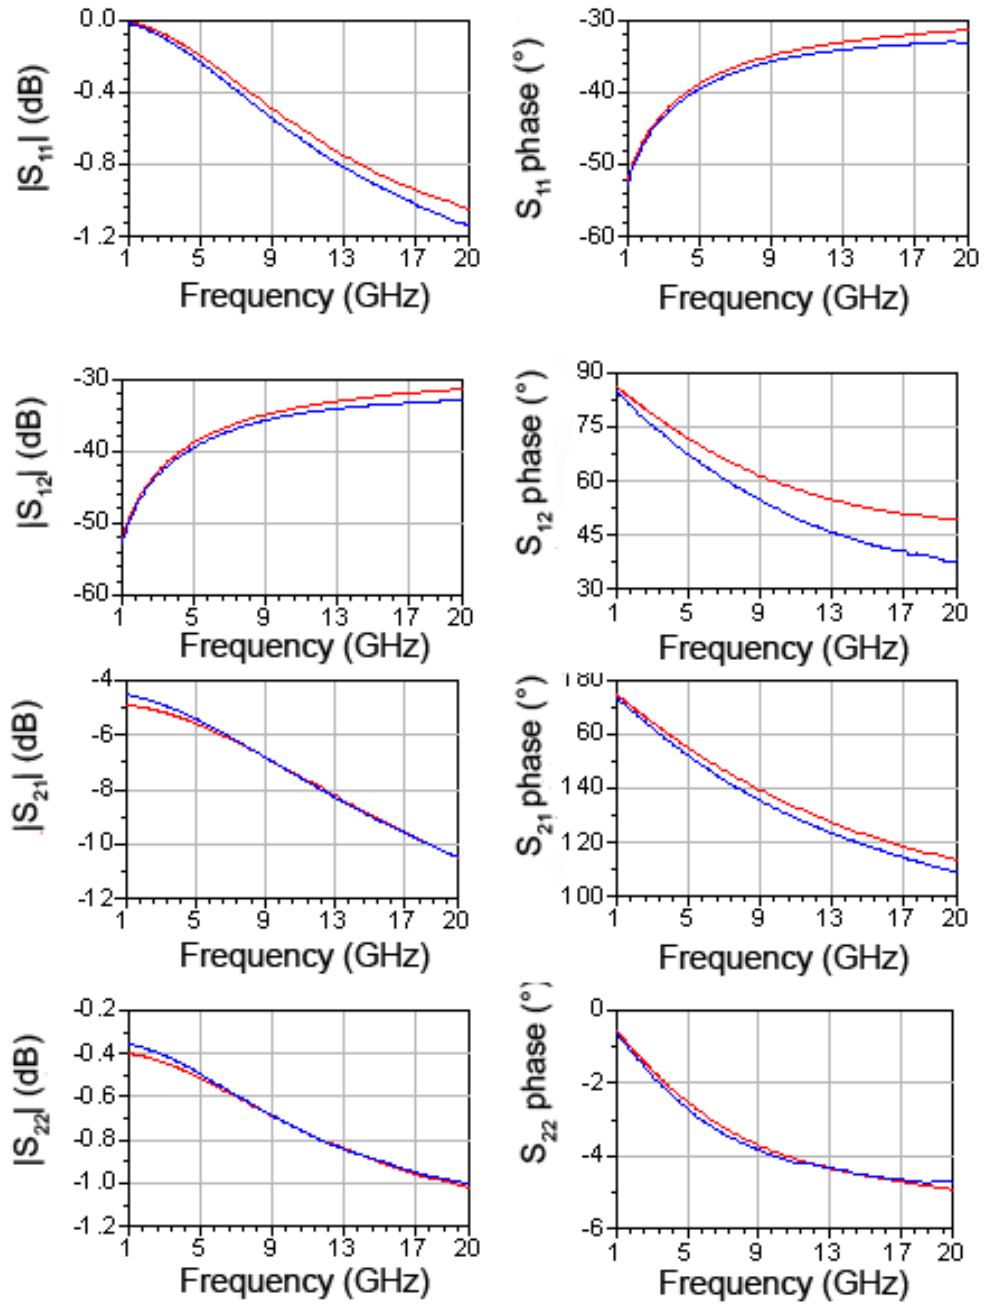 |S11| (dB)
0.0
-0.4
-0.8
-1.2
1 5 9 13 17 20
Frequency (GHz)
S11 phase (°)
-30
-40
-50
-60
1 5 9 13 17 20
Frequency (GHz)
|S12| (dB)
-30
-40
-50
-60
1 5 9 13 17 20
Frequency (GHz)
S12 phase (°)
90
75
60
45
30
1 5 9 13 17 20
Frequency (GHz)
|S21| (dB)
-4
-6
-8
-10
-12
1 5 9 13 17 20
Frequency (GHz)
S21 phase (°)
180
160
140
120
100
1 5 9 13 17 20
Frequency (GHz)
|S22| (dB)
-0.2
-0.4
-0.6
-0.8
-1.0
-1.2
1 5 9 13 17 20
Frequency (GHz)
S22 phase (°)
0
-2
-4
-6
1 5 9 13 17 20
Frequency (GHz)